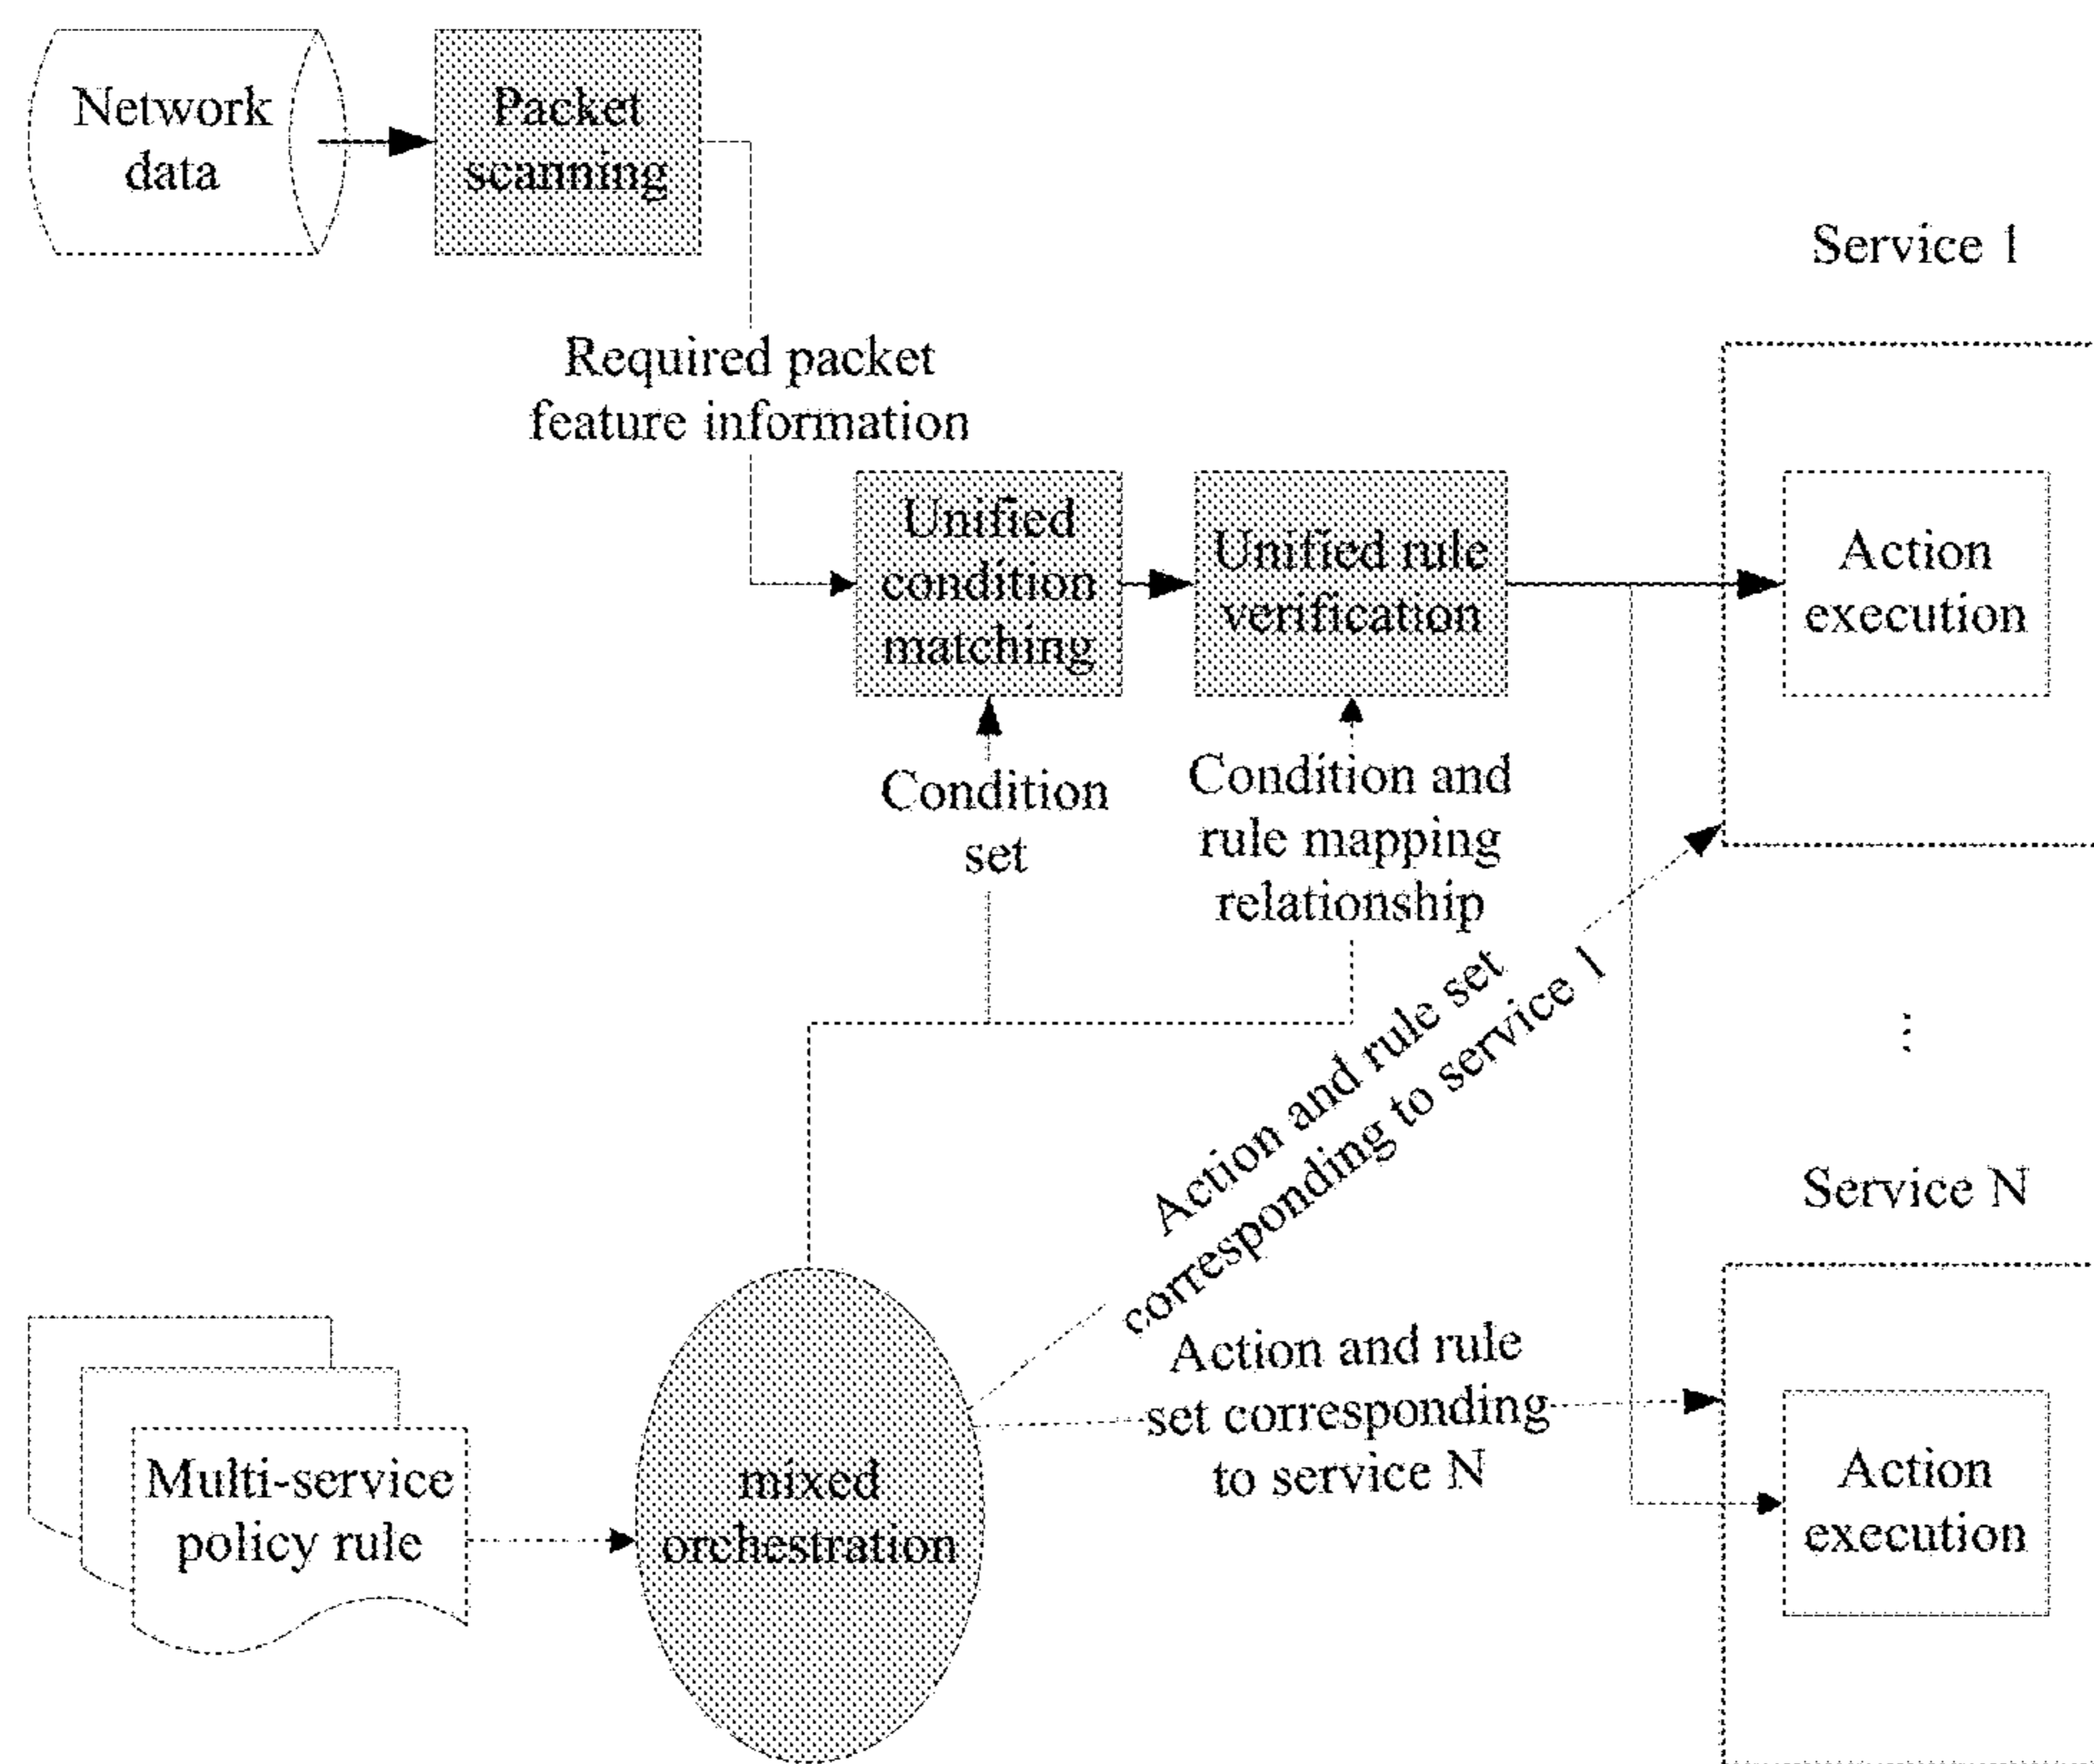 Network
data
Packet
scanning
Service 1
Required packet
feature information
Unified
condition
matching
Unified rule
verification
Action
execution
Condition
set
Condition and
rule mapping
relationship
Action and rule set
corresponding to service 1
⋮
Service N
Action and rule
set corresponding
to service N
Multi-service
policy rule
mixed
orchestration
Action
execution